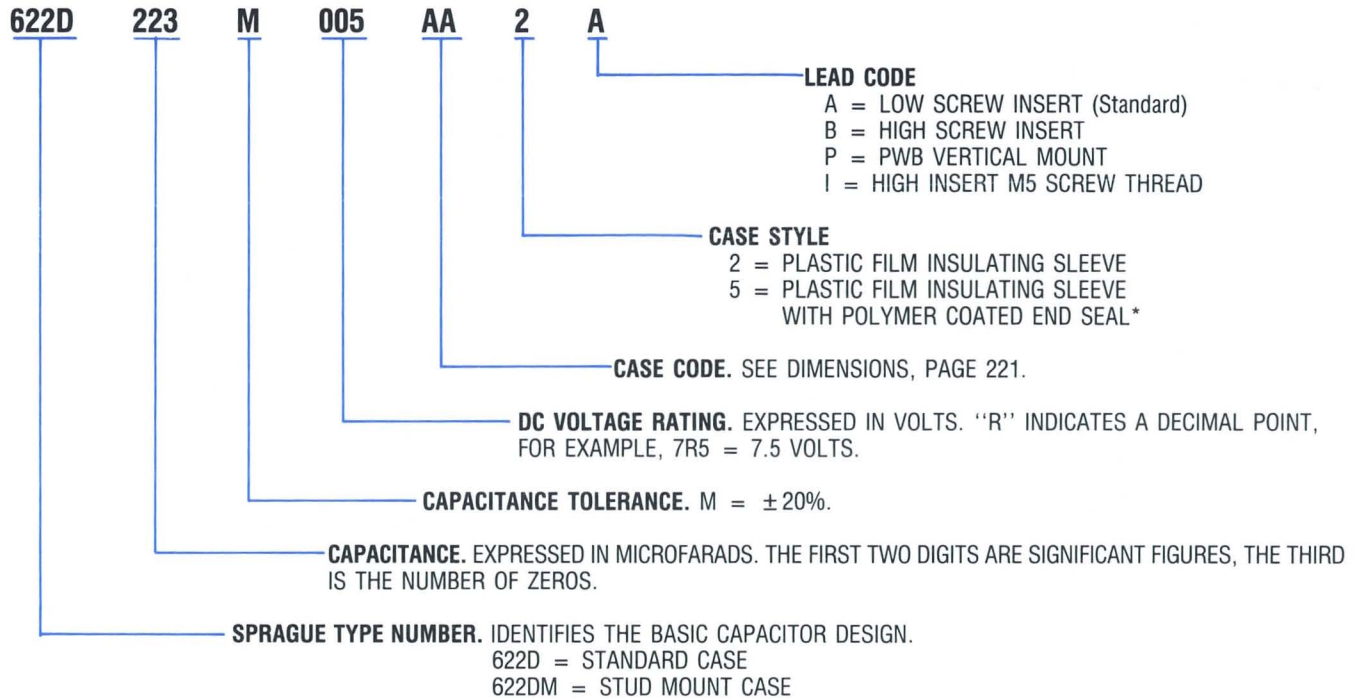 622D 223 M 005 AA 2 A
LEAD CODE
A = LOW SCREW INSERT (Standard)
B = HIGH SCREW INSERT
P = PWB VERTICAL MOUNT
I = HIGH INSERT M5 SCREW THREAD
CASE STYLE
2 = PLASTIC FILM INSULATING SLEEVE
5 = PLASTIC FILM INSULATING SLEEVE
WITH POLYMER COATED END SEAL*
CASE CODE. SEE DIMENSIONS, PAGE 221.
DC VOLTAGE RATING. EXPRESSED IN VOLTS. ''R'' INDICATES A DECIMAL POINT,
FOR EXAMPLE, 7R5 = 7.5 VOLTS.
CAPACITANCE TOLERANCE. M = ±20%.
CAPACITANCE. EXPRESSED IN MICROFARADS. THE FIRST TWO DIGITS ARE SIGNIFICANT FIGURES, THE THIRD
IS THE NUMBER OF ZEROS.
SPRAGUE TYPE NUMBER. IDENTIFIES THE BASIC CAPACITOR DESIGN.
622D = STANDARD CASE
622DM = STUD MOUNT CASE